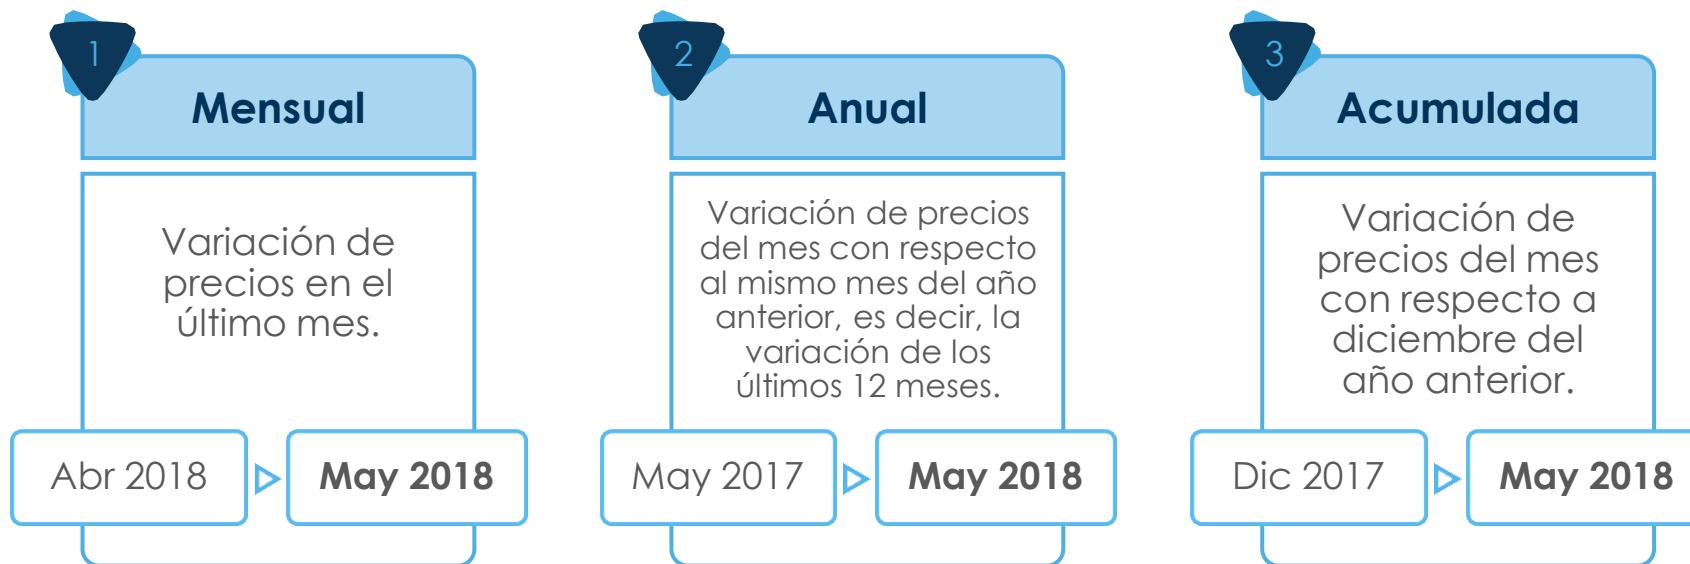 1
Mensual
Variación de
precios en el
último mes.
Abr 2018
May 2018
2
Anual
Variación de precios
del mes con respecto
al mismo mes del año
anterior, es decir, la
variación de los
últimos 12 meses.
May 2017
May 2018
3
Acumulada
Variación de
precios del mes
con respecto a
diciembre del
año anterior.
Dic 2017
May 2018